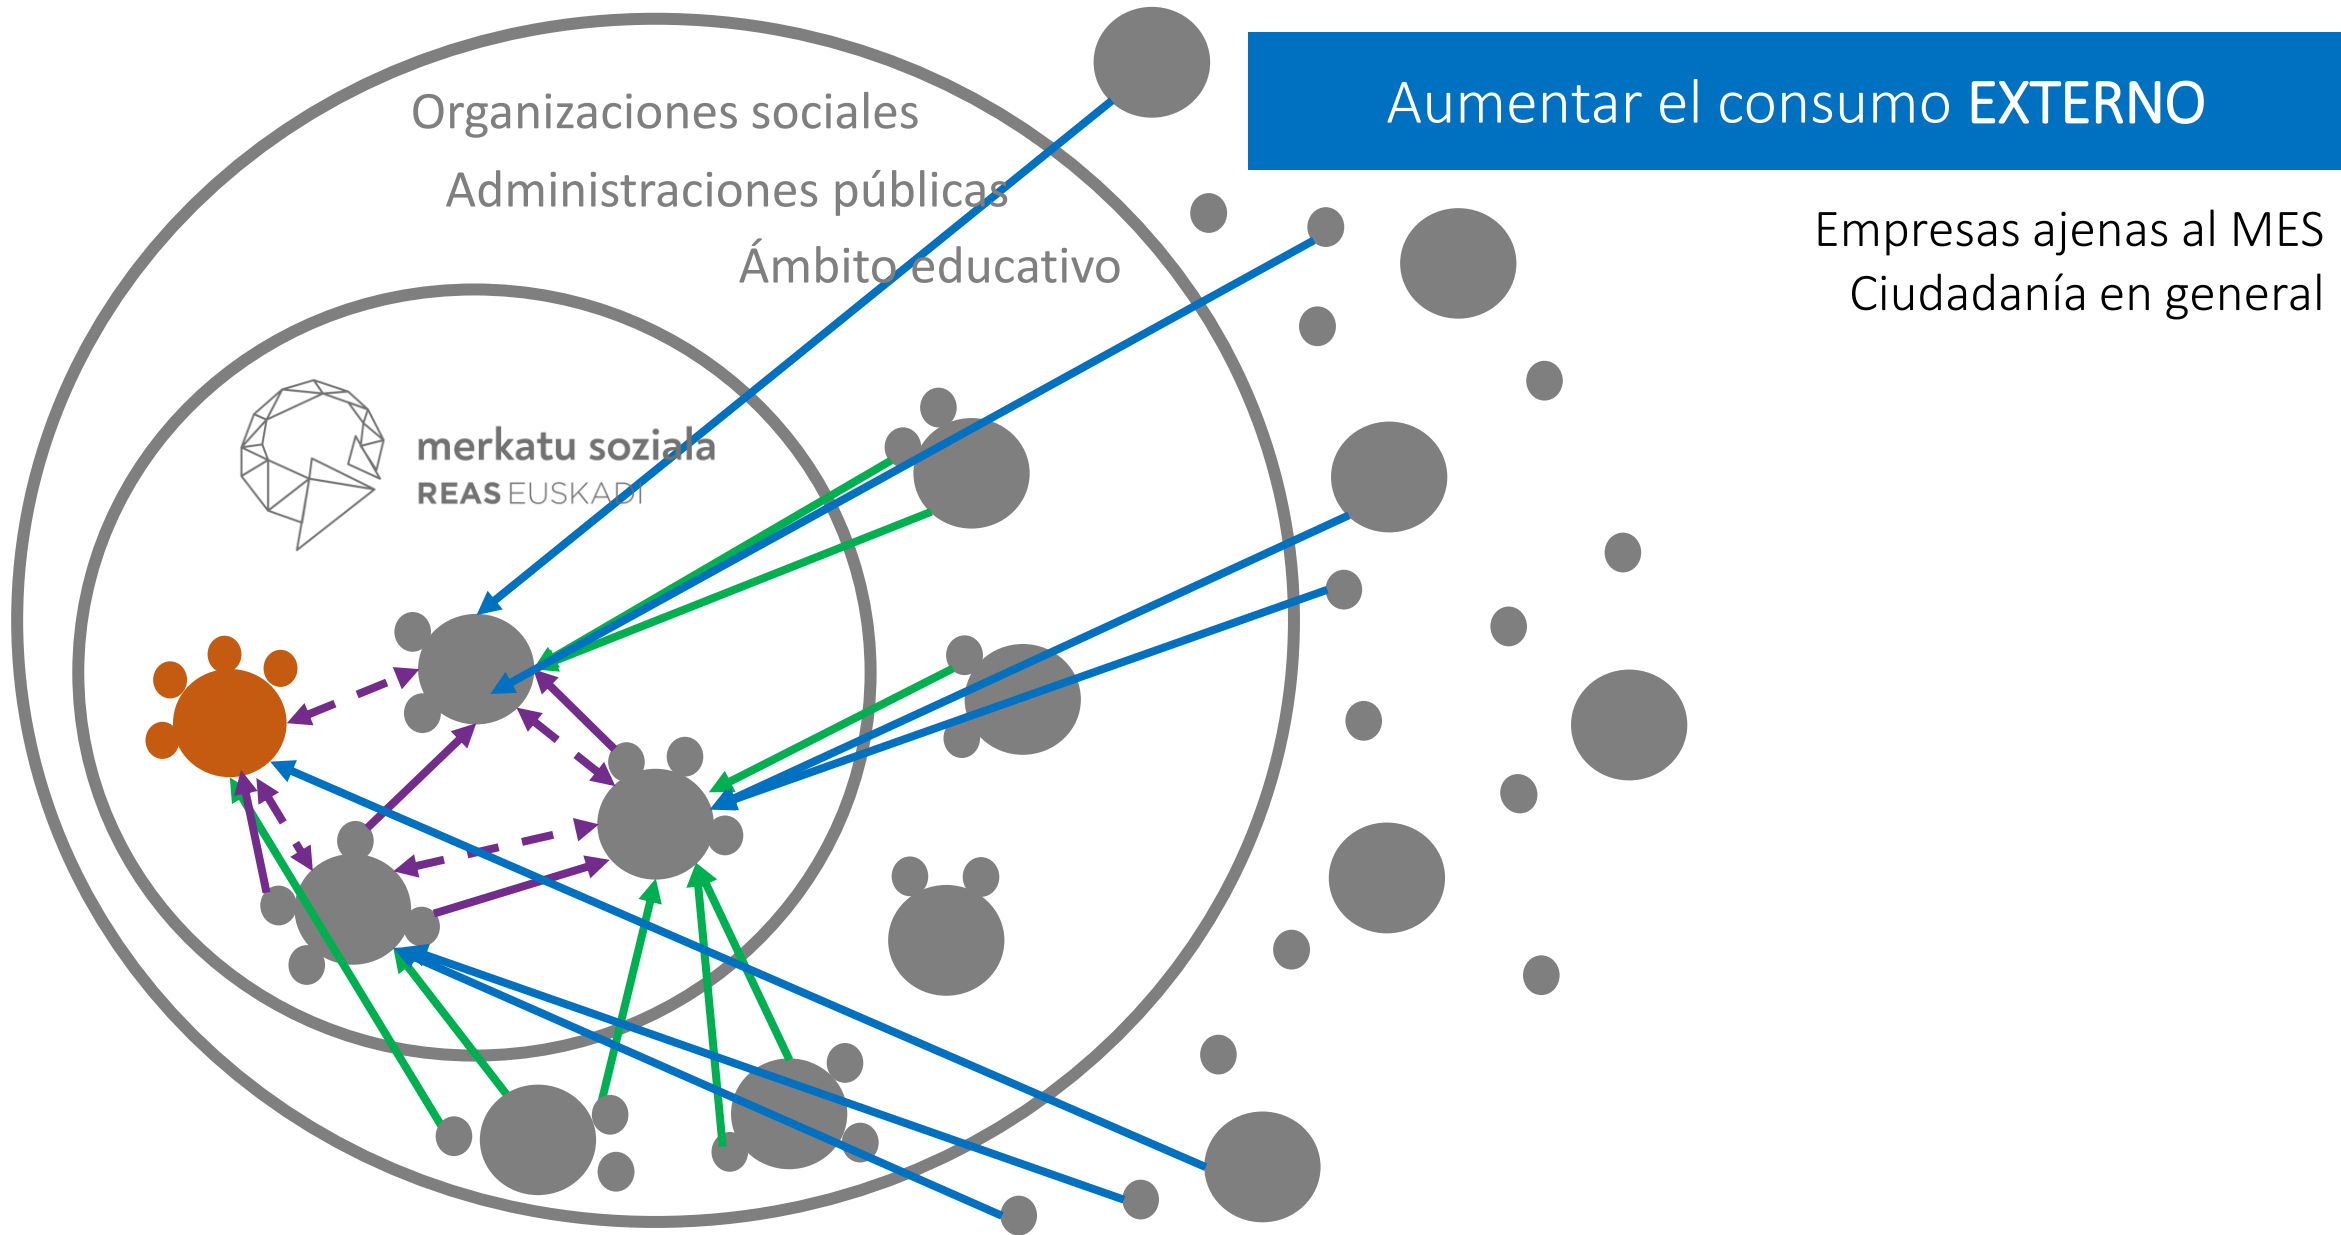 Aumentar el consumo EXTERNO
Organizaciones sociales
Administraciones públicas
Ámbito educativo
Empresas ajenas al MES
Ciudadanía en general
merkatu soziala
REAS EUSKADI